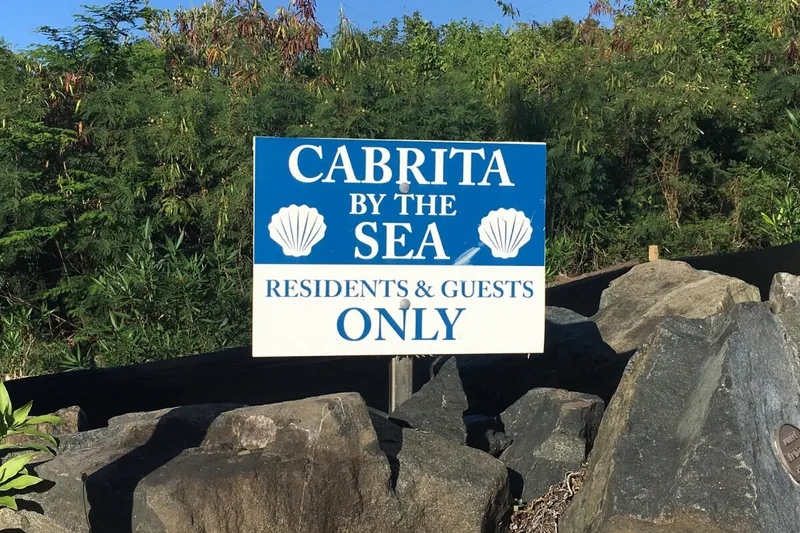 CABRITA
BY THE
SEA
RESIDENTS & GUESTS
ONLY